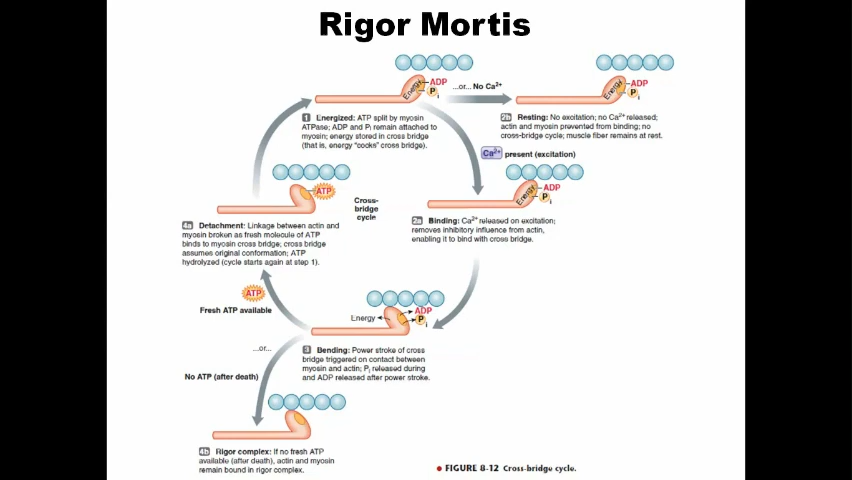 Rigor Mortis
Energy
ADP
Pi
...or... No Ca2+
Energy
ADP
Pi
1 Energized: ATP split by myosin
ATPase; ADP and Pi remain attached to
myosin; energy stored in cross bridge
(that is, energy “cocks” cross bridge).
2b Resting: No excitation; no Ca2+ released;
actin and myosin prevented from binding; no
cross-bridge cycle; muscle fiber remains at rest.
Ca2+ present (excitation)
ATP
Energy
ADP
Pi
Cross-
bridge
cycle
4a Detachment: Linkage between actin and
myosin broken as fresh molecule of ATP
binds to myosin cross bridge; cross bridge
assumes original conformation; ATP
hydrolyzed (cycle starts again at step 1).
2a Binding: Ca2+ released on excitation;
removes inhibitory influence from actin,
enabling it to bind with cross bridge.
ATP
Fresh ATP available
Energy
ADP
Pi
...or...
No ATP (after death)
3 Bending: Power stroke of cross
bridge triggered on contact between
myosin and actin; Pi released during
and ADP released after power stroke.
4b Rigor complex: If no fresh ATP
available (after death), actin and myosin
remain bound in rigor complex.
• FIGURE 8-12 Cross-bridge cycle.